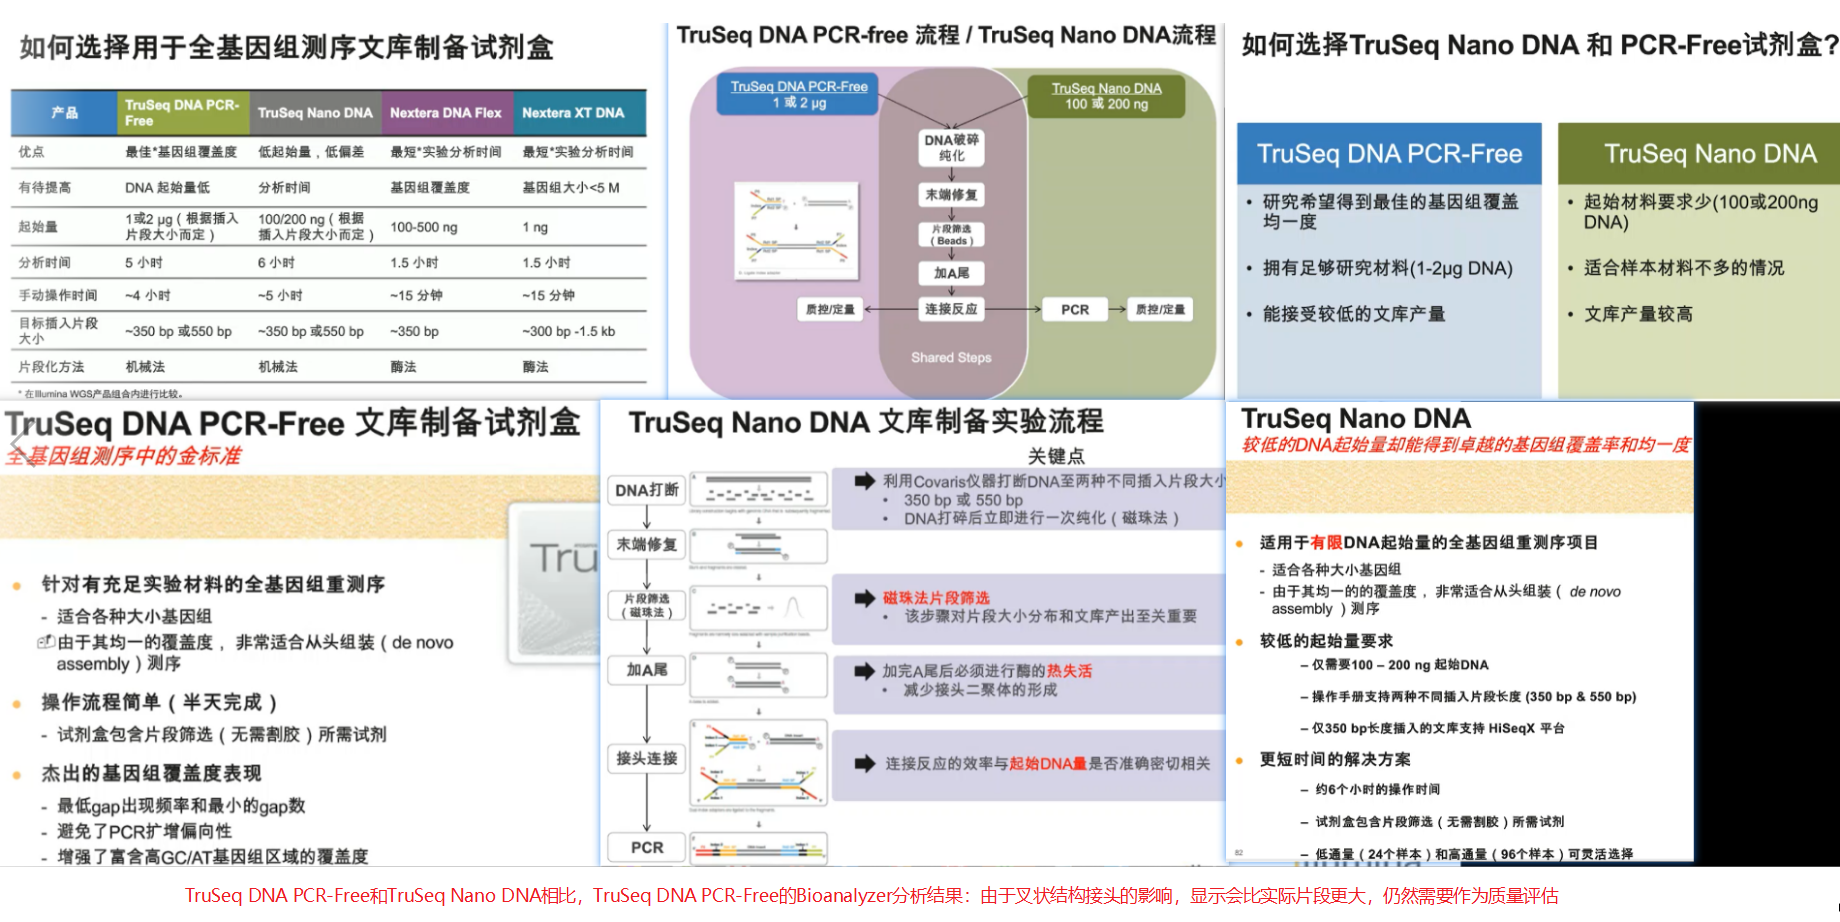 如何选择用于全基因组测序文库制备试剂盒
产品 TruSeq DNA PCR-Free TruSeq Nano DNA Nextera DNA Flex Nextera XT DNA
优点 最佳*基因组覆盖度 低起始量，低偏差 最短*实验分析时间 最短*实验分析时间
有待提高 DNA 起始量低 分析时间 基因组覆盖度 基因组大小<5 M
起始量 1或2 μg（根据插入片段大小而定） 100/200 ng（根据插入片段大小而定） 100-500 ng 1 ng
分析时间 5 小时 6 小时 1.5 小时 1.5 小时
手动操作时间 ~4 小时 ~5 小时 ~15 分钟 ~15 分钟
目标插入片段大小 ~350 bp 或550 bp ~350 bp 或550 bp ~350 bp ~300 bp -1.5 kb
片段化方法 机械法 机械法 酶法 酶法
* 在Illumina WGS产品组合内进行比较。
TruSeq DNA PCR-free 流程 / TruSeq Nano DNA流程
TruSeq DNA PCR-Free
1 或 2 μg
TruSeq Nano DNA
100 或 200 ng
DNA破碎
纯化
末端修复
片段筛选
（Beads）
加A尾
质控/定量 连接反应 PCR 质控/定量
Shared Steps
如何选择TruSeq Nano DNA 和 PCR-Free试剂盒?
TruSeq DNA PCR-Free
• 研究希望得到最佳的基因组覆盖
均一度
• 拥有足够研究材料(1-2μg DNA)
• 能接受较低的文库产量
TruSeq Nano DNA
• 起始材料要求少(100或200ng
DNA)
• 适合样本材料不多的情况
• 文库产量较高
TruSeq DNA PCR-Free 文库制备试剂盒
全基因组测序中的金标准
Tru
• 针对有充足实验材料的全基因组重测序
- 适合各种大小基因组
由于其均一的覆盖度，非常适合从头组装（de novo
assembly）测序
• 操作流程简单（半天完成）
- 试剂盒包含片段筛选（无需割胶）所需试剂
• 杰出的基因组覆盖度表现
- 最低gap出现频率和最小的gap数
- 避免了PCR扩增偏向性
- 增强了富含高GC/AT基因组区域的覆盖度
TruSeq Nano DNA 文库制备实验流程
关键点
DNA打断
末端修复
片段筛选
（磁珠法）
加A尾
接头连接
PCR
利用Covaris仪器打断DNA至两种不同插入片段大小
• 350 bp 或 550 bp
• DNA打碎后立即进行一次纯化（磁珠法）
磁珠法片段筛选
• 该步骤对片段大小分布和文库产出至关重要
加完A尾后必须进行酶的热失活
• 减少接头二聚体的形成
连接反应的效率与起始DNA量是否准确密切相关
TruSeq Nano DNA
较低的DNA起始量却能得到卓越的基因组覆盖率和均一度
• 适用于有限DNA起始量的全基因组重测序项目
- 适合各种大小基因组
- 由于其均一的的覆盖度，非常适合从头组装（ de novo
assembly ）测序
• 较低的起始量要求
– 仅需要100 – 200 ng 起始DNA
– 操作手册支持两种不同插入片段长度 (350 bp & 550 bp)
– 仅350 bp长度插入的文库支持 HiSeqX 平台
• 更短时间的解决方案
– 约6个小时的操作时间
– 试剂盒包含片段筛选（无需割胶）所需试剂
– 低通量（24个样本）和高通量（96个样本）可灵活选择
82
TruSeq DNA PCR-Free和TruSeq Nano DNA相比，TruSeq DNA PCR-Free的Bioanalyzer分析结果：由于叉状结构接头的影响，显示会比实际片段更大，仍然需要作为质量评估